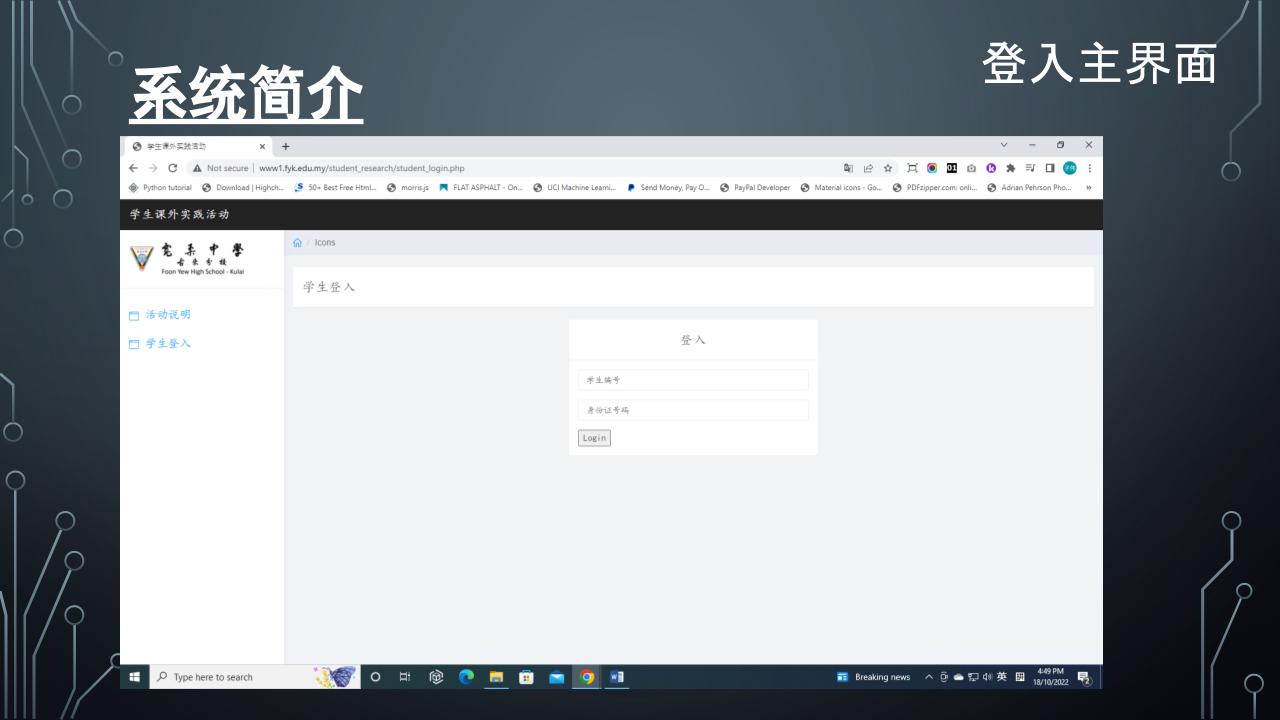 登入主界面
系统简介
学生课外实践活动
Not secure | www1.fyk.edu.my/student_research/student_login.php
Python tutorial Download | Highch... 50+ Best Free Html... morris.js FLAT ASPHALT - On... UCI Machine Learni... Send Money, Pay O... PayPal Developer Material icons - Go... PDFzipper.com: onli... Adrian Pehrson Pho... »
学生课外实践活动
寬柔中學
古來分校
Foon Yew High School - Kulai
/ Icons
学生登入
活动说明
学生登入
登入
学生编号
身份证号码
Login
Type here to search
Breaking news
英
4:49 PM
18/10/2022
2